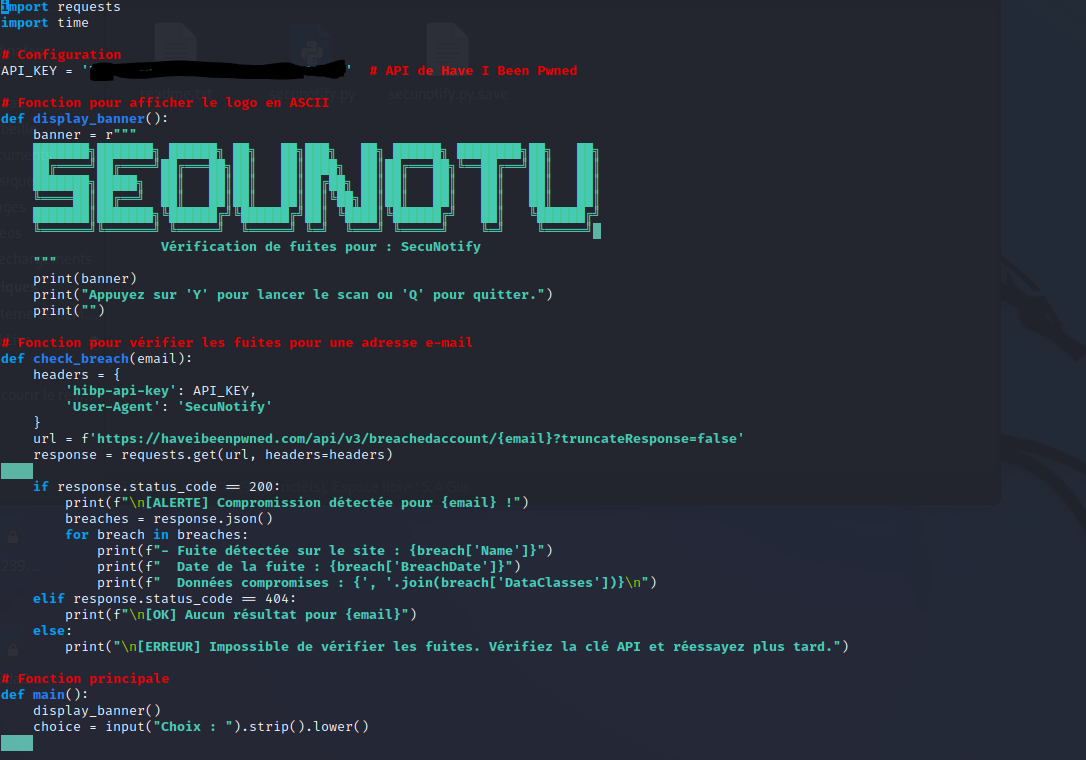 import requests
import time
# Configuration
API_KEY = '' # API de Have I Been Pwned
# Fonction pour afficher le logo en ASCII
def display_banner():
banner = r"""
SEOUNOTU
Vérification de fuites pour : SecuNotify
"""
print(banner)
print("Appuyez sur 'Y' pour lancer le scan ou 'Q' pour quitter.")
print("")
# Fonction pour vérifier les fuites pour une adresse e-mail
def check_breach(email):
headers = {
'hibp-api-key': API_KEY,
'User-Agent': 'SecuNotify'
}
url = f'https://haveibeenpwned.com/api/v3/breachedaccount/{email}?truncateResponse=false'
response = requests.get(url, headers=headers)
if response.status_code == 200:
print(f"\n[ALERTE] Compromission détectée pour {email} !")
breaches = response.json()
for breach in breaches:
print(f"- Fuite détectée sur le site : {breach['Name']}")
print(f"  Date de la fuite : {breach['BreachDate']}")
print(f"  Données compromises : {', '.join(breach['DataClasses'])}\n")
elif response.status_code == 404:
print(f"\n[OK] Aucun résultat pour {email}")
else:
print("\n[ERREUR] Impossible de vérifier les fuites. Vérifiez la clé API et réessayez plus tard.")
# Fonction principale
def main():
display_banner()
choice = input("Choix : ").strip().lower()